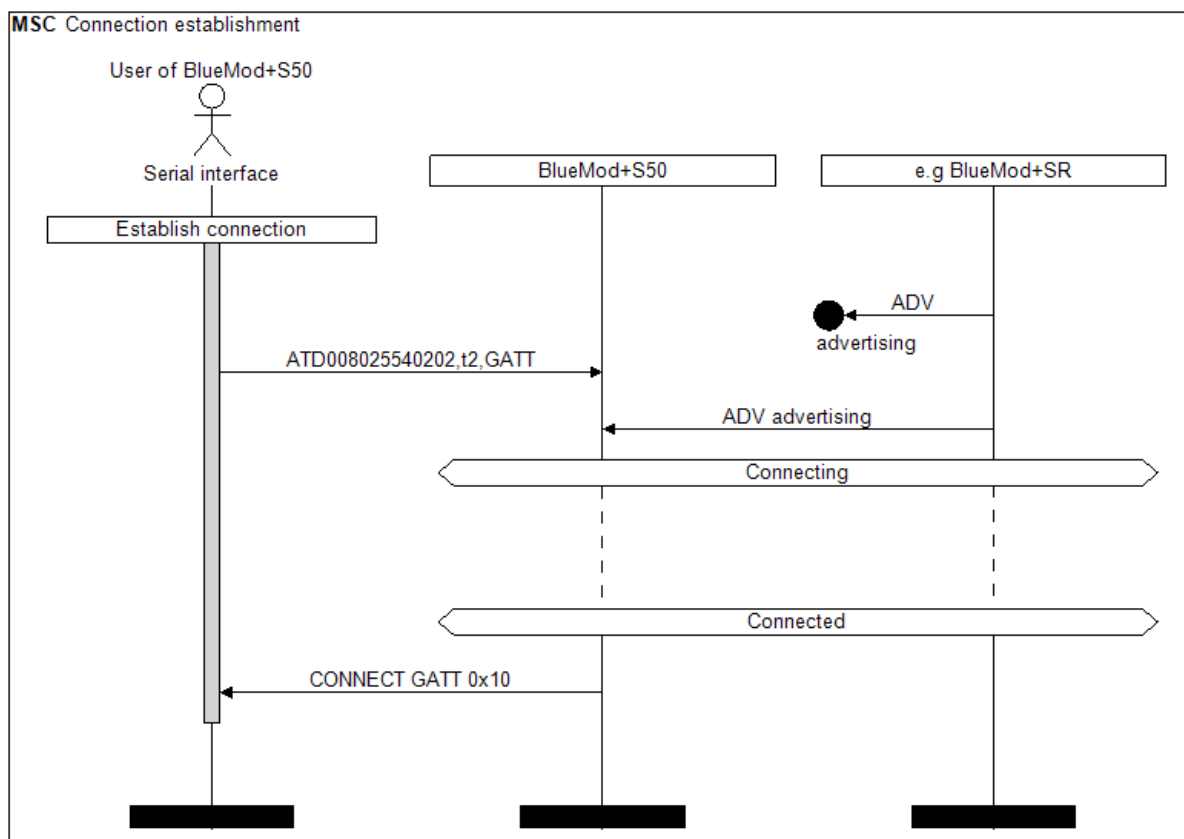 MSC Connection establishment
User of BlueMod+S50
Serial interface
BlueMod+S50
e.g BlueMod+SR
Establish connection
ADV
advertising
ATD008025540202,t2,GATT
ADV advertising
Connecting
Connected
CONNECT GATT 0x10